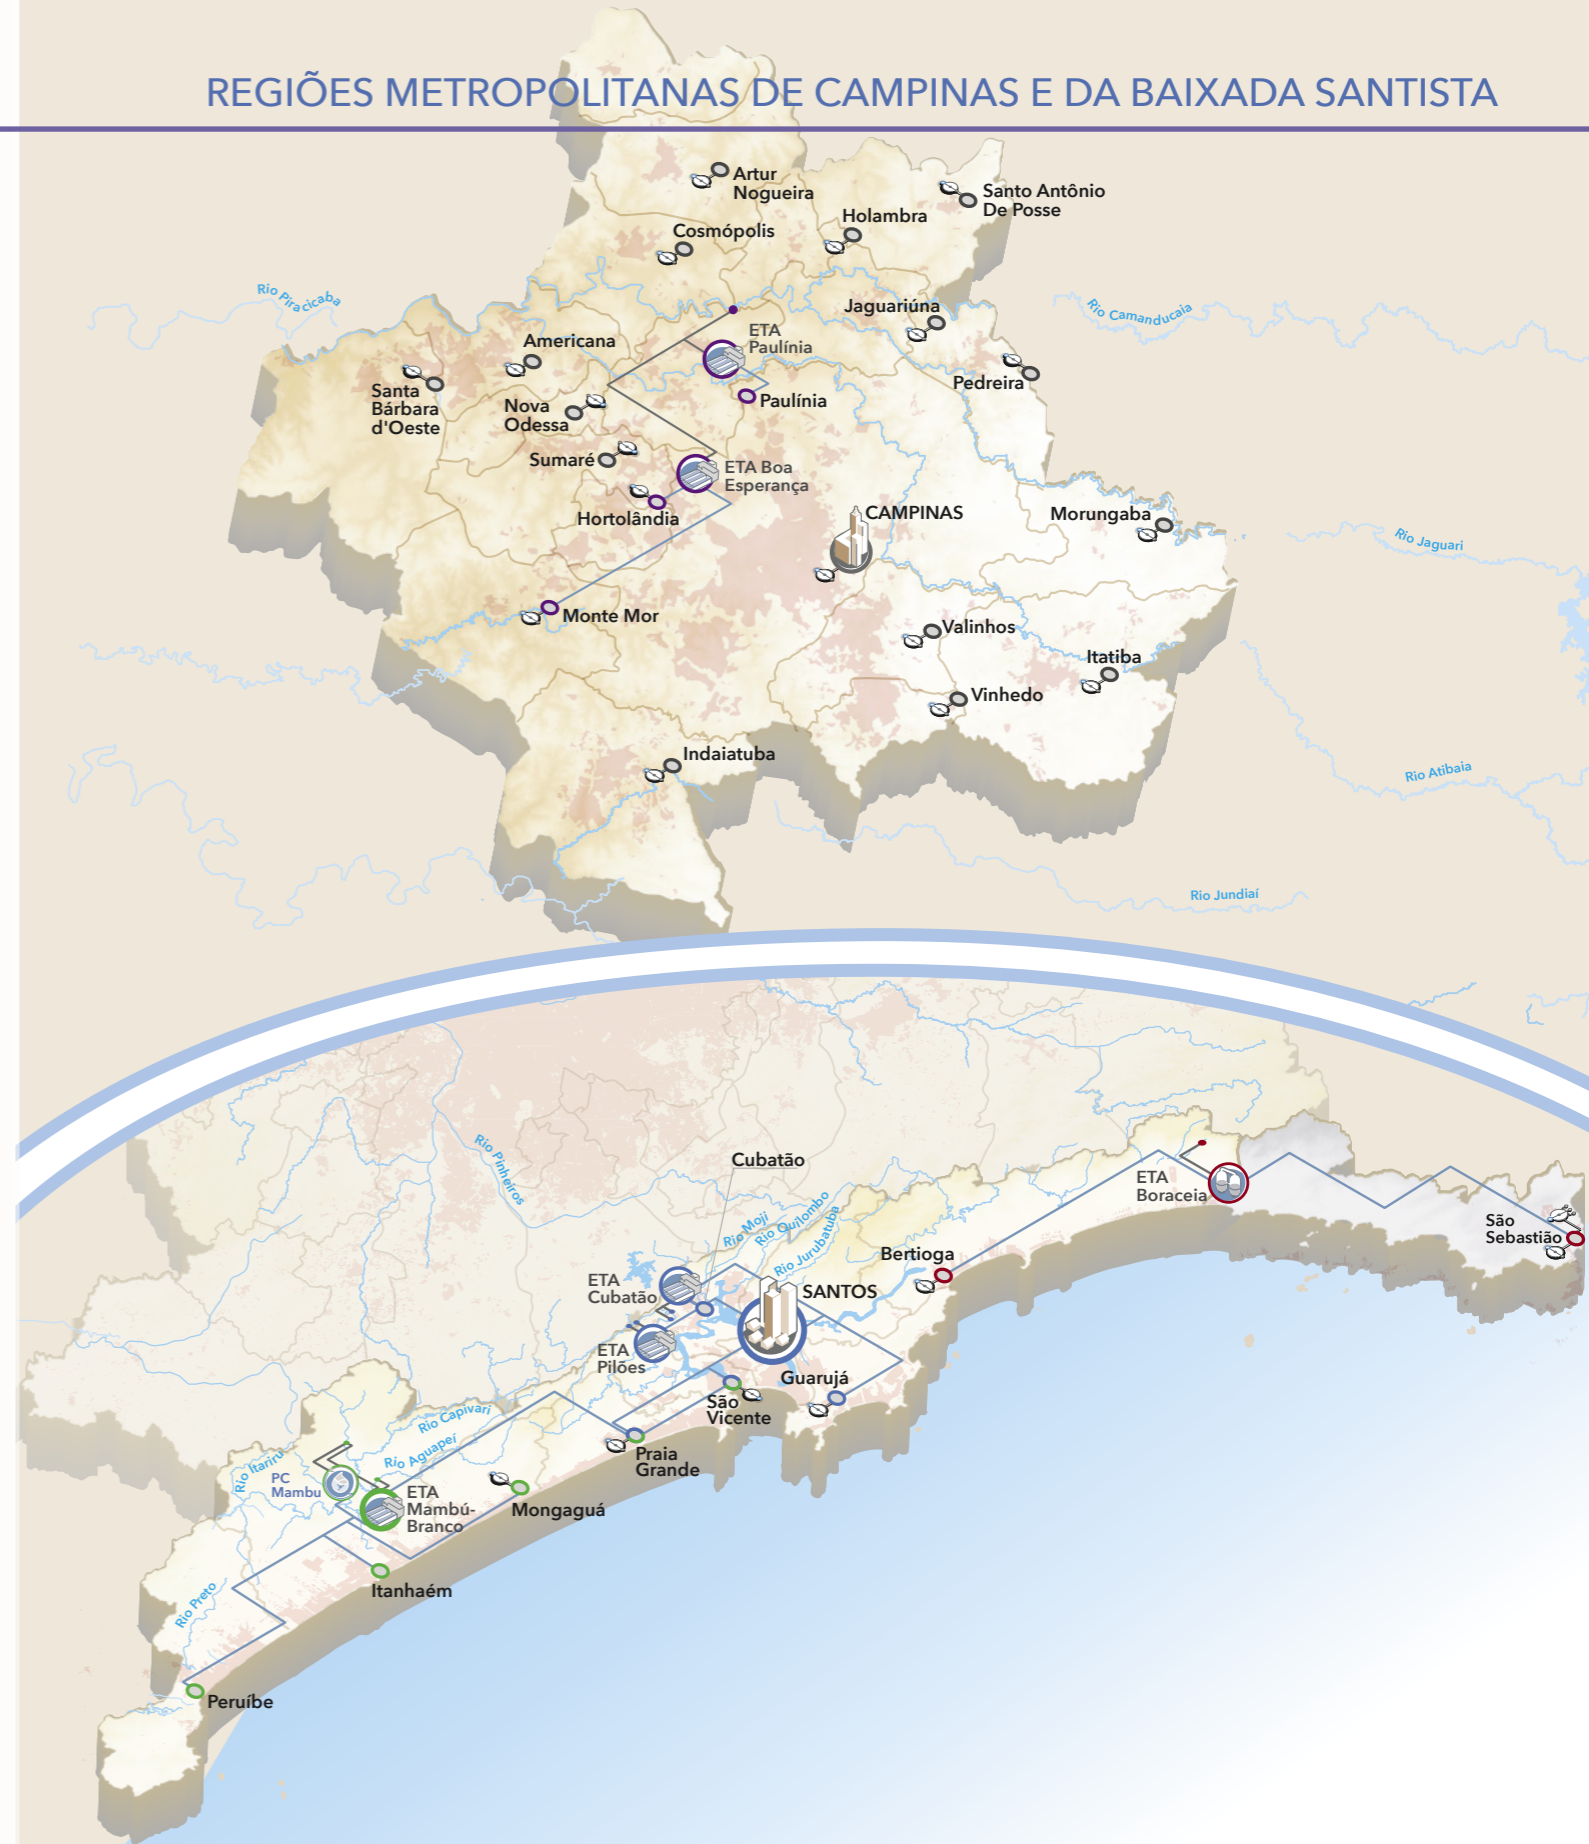 REGIÕES METROPOLITANAS DE CAMPINAS E DA BAIXADA SANTISTA
Artur
Nogueira
Santo Antônio
De Posse
Holambra
Cosmópolis
Rio Piracicaba
Jaguariúna
Rio Camanducaia
ETA
Paulínia
Americana
Pedreira
Santa
Bárbara
d'Oeste
Nova
Odessa
Paulínia
Sumaré
ETA Boa
Esperança
Hortolândia
CAMPINAS
Morungaba
Rio Jaguari
Monte Mor
Valinhos
Itatiba
Vinhedo
Indaiatuba
Rio Atibaia
Rio Jundiaí
Rio Pinheiros
Cubatão
ETA
Boraceia
Rio Moji
Rio Quilombo
Rio Jurubatuba
São
Sebastião
Bertioga
ETA
Cubatão
SANTOS
ETA
Pilões
Guarujá
São
Vicente
Rio Capivari
Rio Aguapeí
Praia
Grande
Rio Itariru
PC
Mambu
ETA
Mambú-
Branco
Mongaguá
Itanhaém
Rio Preto
Peruíbe